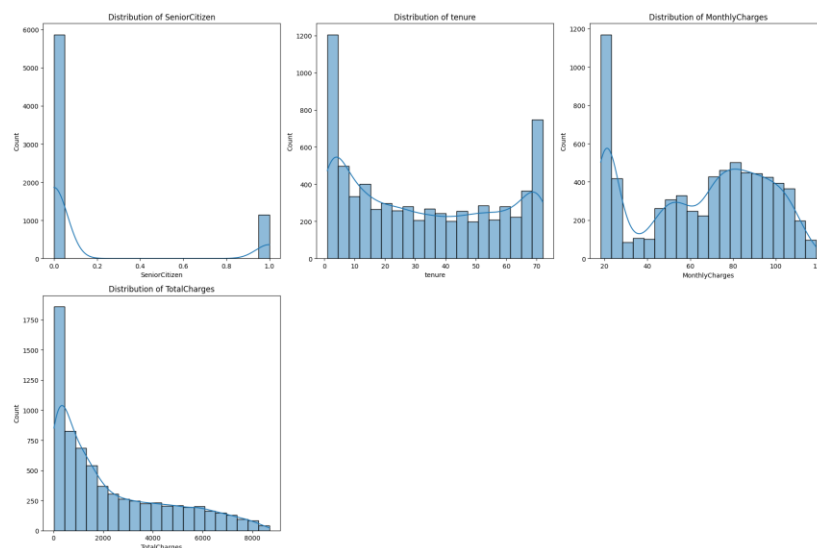 Distribution of SeniorCitizen
6000
5000
4000
3000
2000
1000
0
Count
0.0 0.2 0.4 0.6 0.8 1.0
SeniorCitizen
Distribution of tenure
1200
1000
800
600
400
200
0
Count
0 10 20 30 40 50 60 70
tenure
Distribution of MonthlyCharges
1200
1000
800
600
400
200
0
Count
20 40 60 80 100
MonthlyCharges
Distribution of TotalCharges
1750
1500
1250
1000
750
500
250
0
Count
0 2000 4000 6000 8000
TotalCharges